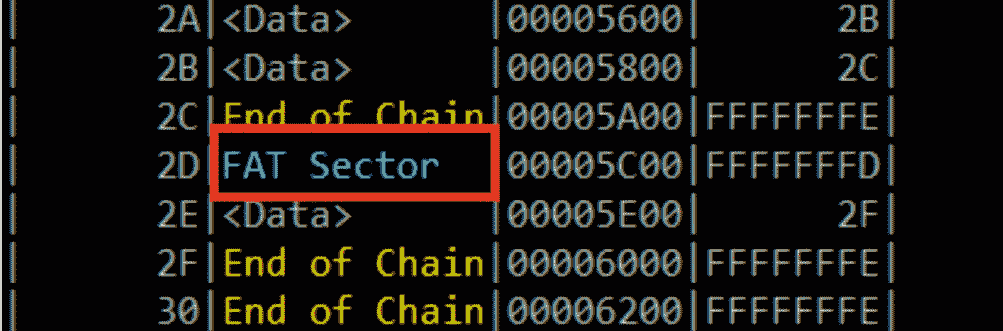 | 2A|<Data> |00005600| 2B|
| 2B|<Data> |00005800| 2C|
| 2C|End of Chain|00005A00|FFFFFFFE|
| 2D|FAT Sector |00005C00|FFFFFFFD|
| 2E|<Data> |00005E00| 2F|
| 2F|End of Chain|00006000|FFFFFFFE|
| 30|End of Chain|00006200|FFFFFFFE|